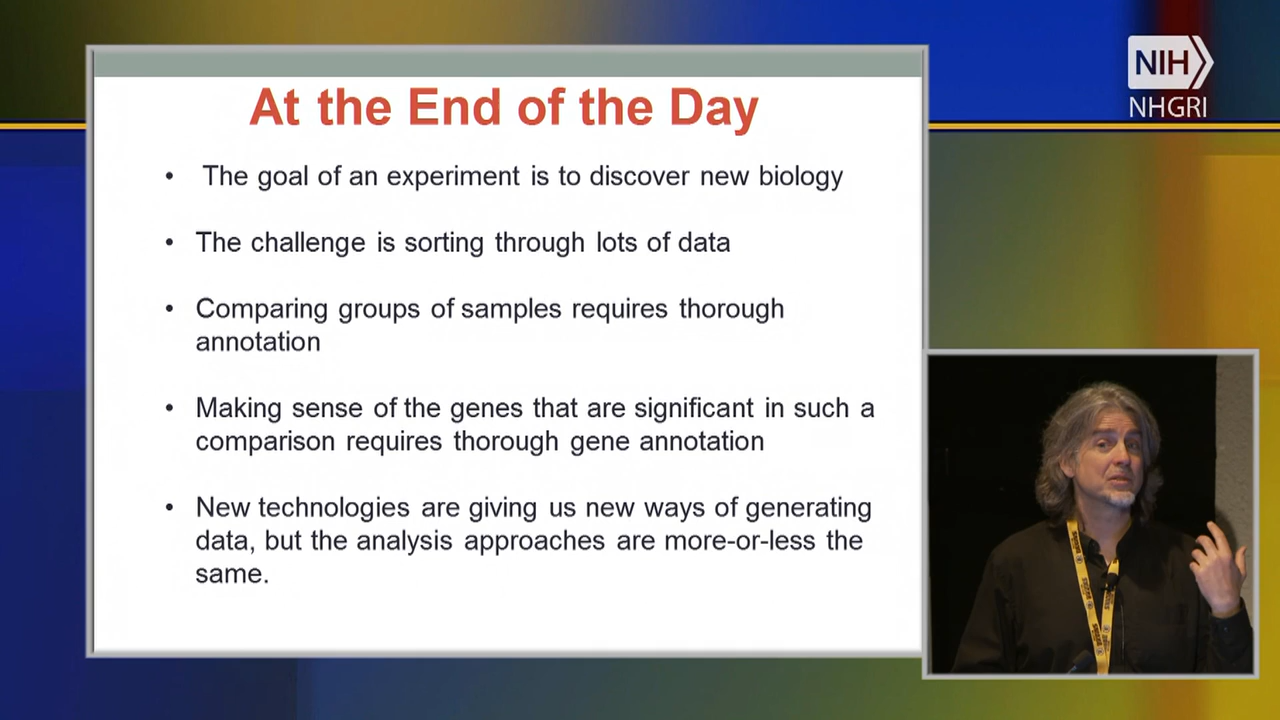 At the End of the Day
• The goal of an experiment is to discover new biology
• The challenge is sorting through lots of data
• Comparing groups of samples requires thorough
annotation
• Making sense of the genes that are significant in such a
comparison requires thorough gene annotation
• New technologies are giving us new ways of generating
data, but the analysis approaches are more-or-less the
same.
NIH
NHGRI